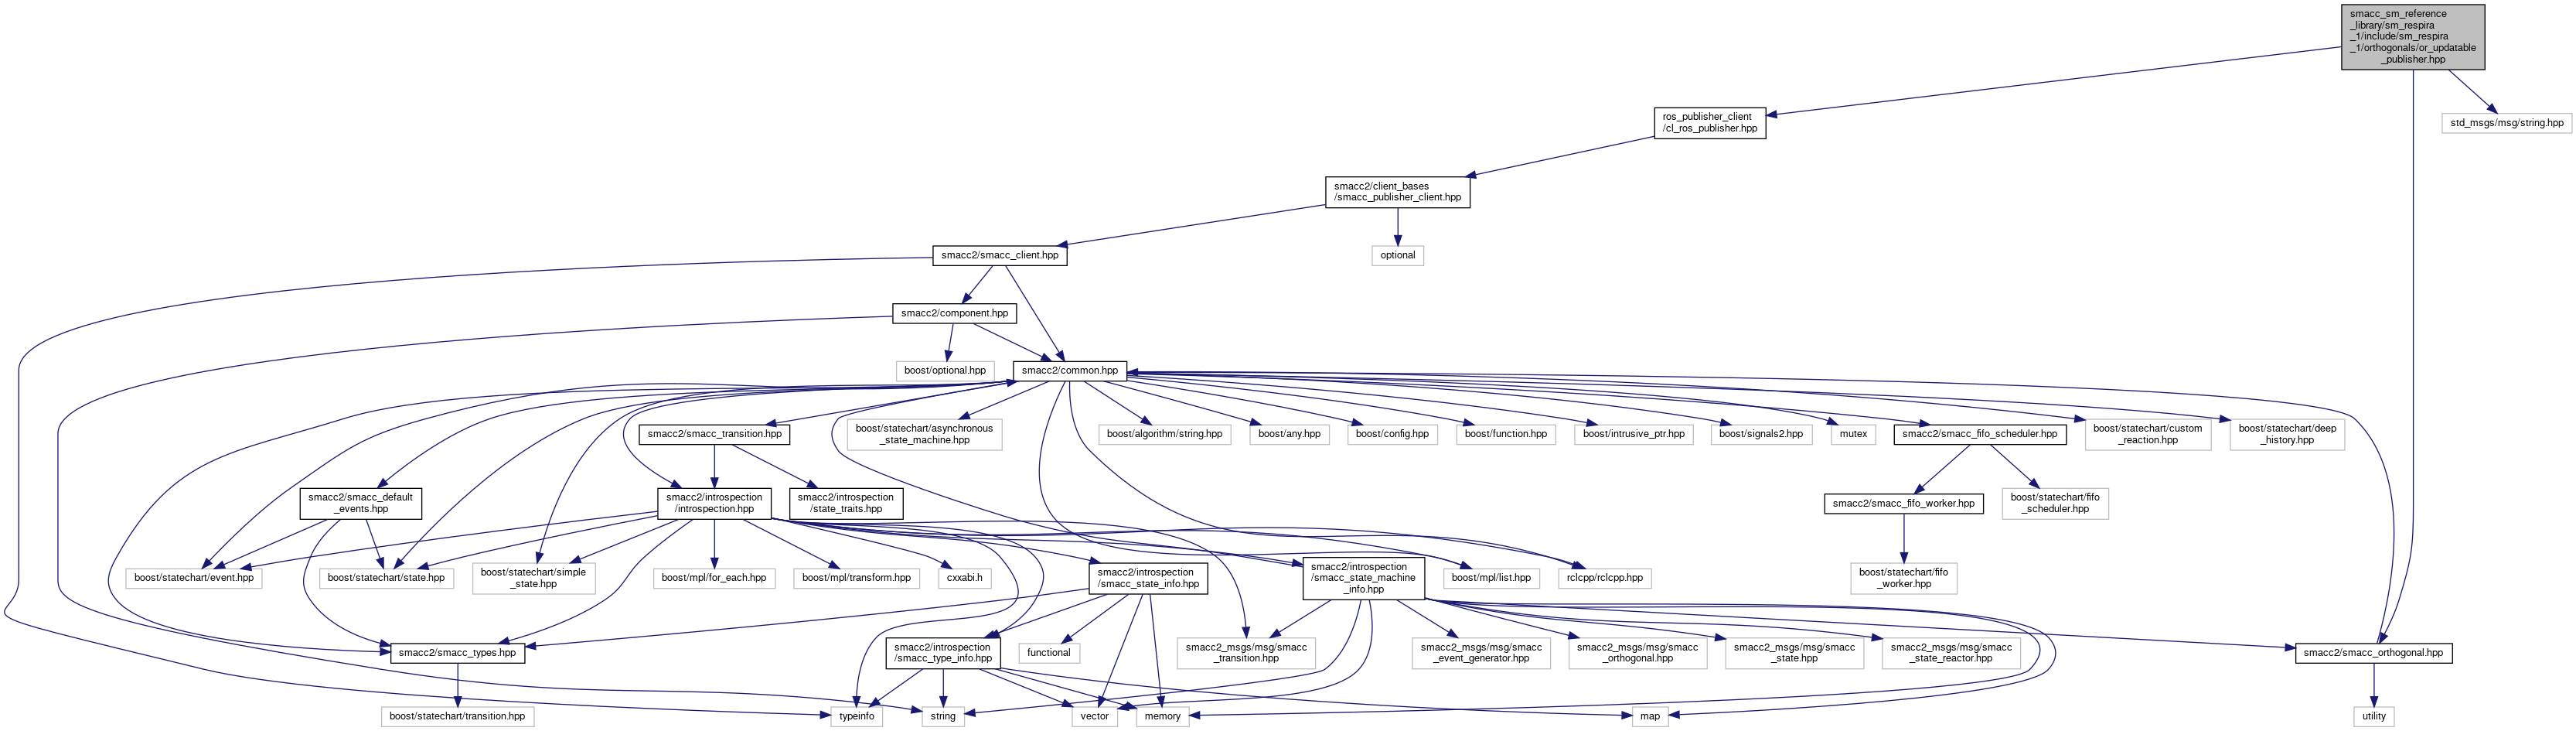 smacc_sm_reference
_library/sm_respira
_1/include/sm_respira
_1/orthogonals/or_updatable
_publisher.hpp
ros_publisher_client
/cl_ros_publisher.hpp
std_msgs/msg/string.hpp
smacc2/client_bases
/smacc_publisher_client.hpp
smacc2/smacc_client.hpp
optional
smacc2/component.hpp
boost/optional.hpp
smacc2/common.hpp
smacc2/smacc_transition.hpp
boost/statechart/asynchronous
_state_machine.hpp
boost/algorithm/string.hpp
boost/any.hpp
boost/config.hpp
boost/function.hpp
boost/intrusive_ptr.hpp
boost/signals2.hpp
mutex
smacc2/smacc_fifo_scheduler.hpp
boost/statechart/custom
_reaction.hpp
boost/statechart/deep
_history.hpp
smacc2/smacc_default
_events.hpp
smacc2/introspection
/introspection.hpp
smacc2/introspection
/state_traits.hpp
smacc2/smacc_fifo_worker.hpp
boost/statechart/fifo
_scheduler.hpp
boost/statechart/event.hpp
boost/statechart/state.hpp
boost/statechart/simple
_state.hpp
boost/mpl/for_each.hpp
boost/mpl/transform.hpp
cxxabi.h
smacc2/introspection
/smacc_state_info.hpp
smacc2/introspection
/smacc_state_machine
_info.hpp
boost/mpl/list.hpp
rclcpp/rclcpp.hpp
boost/statechart/fifo
_worker.hpp
smacc2/smacc_types.hpp
smacc2/introspection
/smacc_type_info.hpp
functional
smacc2_msgs/msg/smacc
_transition.hpp
smacc2_msgs/msg/smacc
_event_generator.hpp
smacc2_msgs/msg/smacc
_orthogonal.hpp
smacc2_msgs/msg/smacc
_state.hpp
smacc2_msgs/msg/smacc
_state_reactor.hpp
smacc2/smacc_orthogonal.hpp
boost/statechart/transition.hpp
typeinfo
string
vector
memory
map
utility